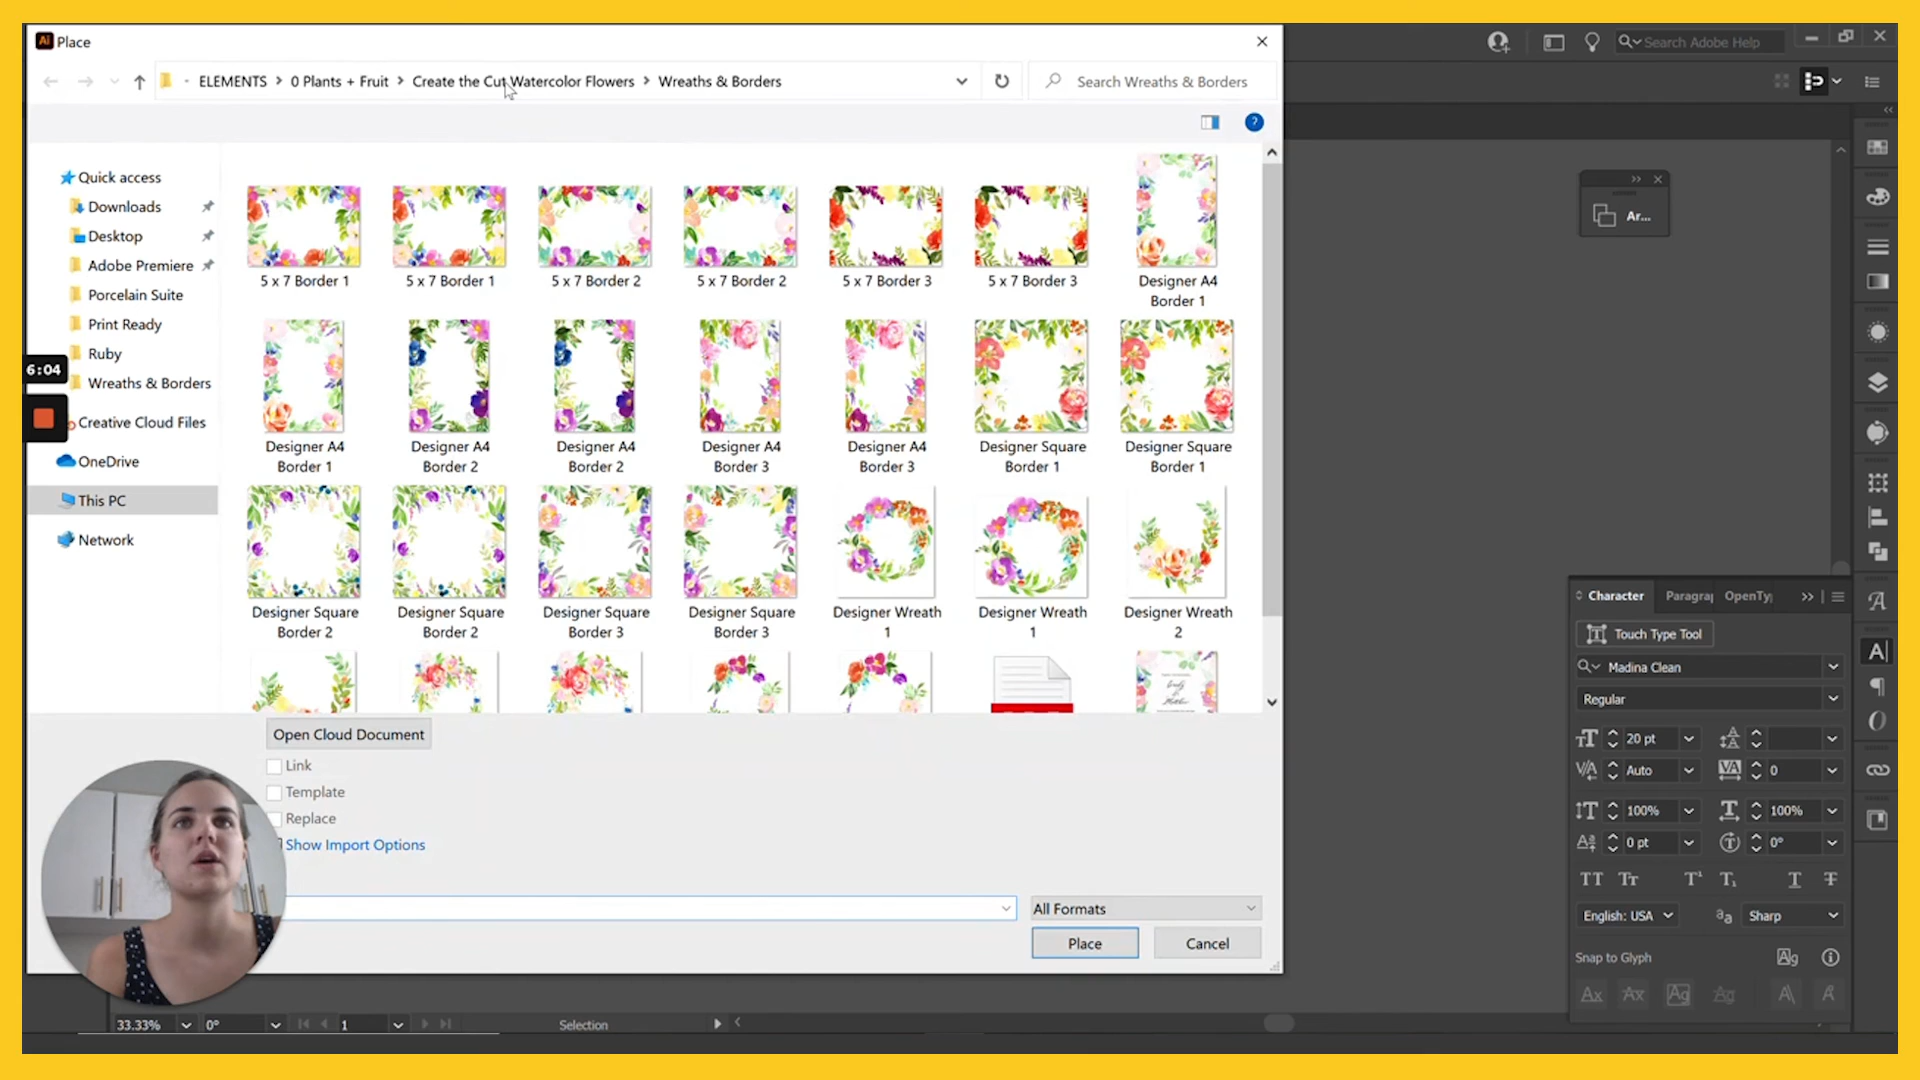 Ai Place
ELEMENTS > 0 Plants + Fruit > Create the Cut Watercolor Flowers > Wreaths & Borders
Search Wreaths & Borders
Search Adobe Help
?
Quick access
Downloads
Desktop
Adobe Premiere
Porcelain Suite
Print Ready
Ruby
Wreaths & Borders
Creative Cloud Files
OneDrive
This PC
Network
6:04
5 x 7 Border 1
5 x 7 Border 1
5 x 7 Border 2
5 x 7 Border 2
5 x 7 Border 3
5 x 7 Border 3
Designer A4
Border 1
Designer A4
Border 1
Designer A4
Border 2
Designer A4
Border 2
Designer A4
Border 3
Designer A4
Border 3
Designer Square
Border 1
Designer Square
Border 1
Designer Square
Border 2
Designer Square
Border 2
Designer Square
Border 3
Designer Square
Border 3
Designer Wreath
1
Designer Wreath
1
Designer Wreath
2
Open Cloud Document
Link
Template
Replace
Show Import Options
All Formats
Place
Cancel
33.33%
0°
1
Selection
Ar...
Character
Paragra
OpenTy
Touch Type Tool
Madina Clean
Regular
20 pt
Auto
0
100%
100%
0 pt
0°
English: USA
Sharp
Snap to Glyph